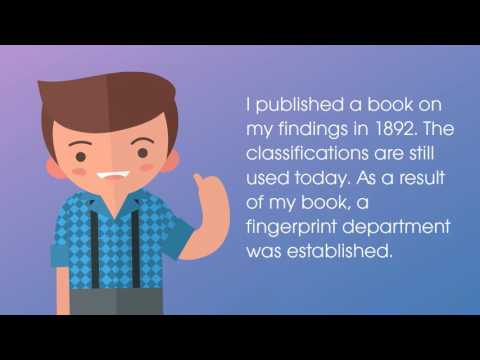 I published a book on
my findings in 1892. The
classifications are still
used today. As a result
of my book, a
fingerprint department
was established.